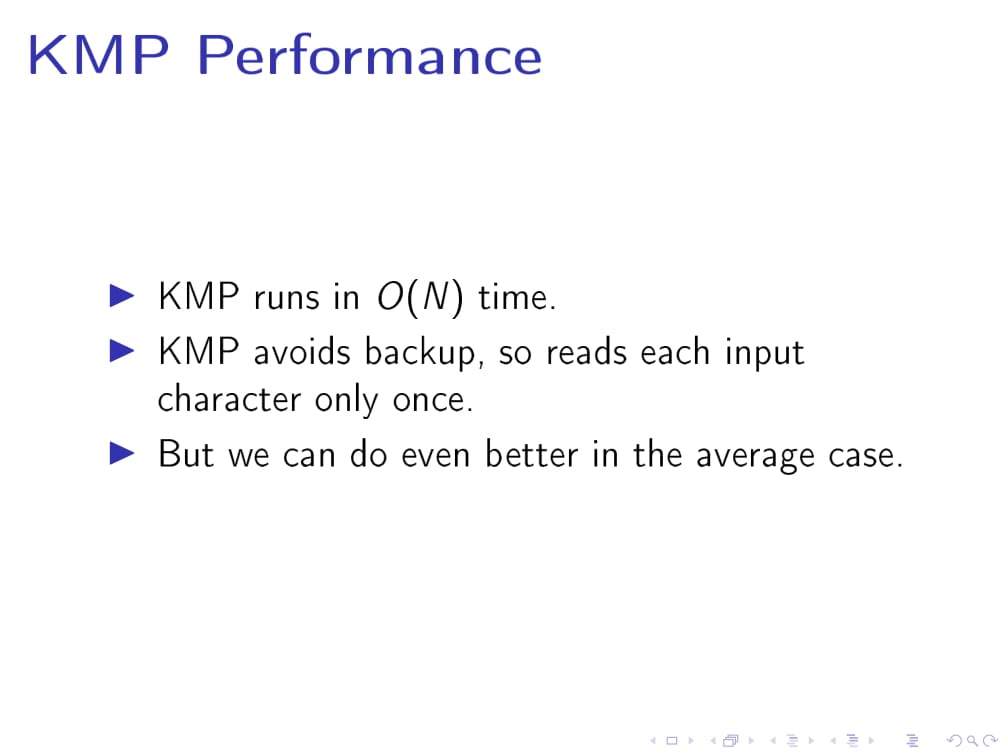 KMP Performance
KMP runs in O(N) time.
KMP avoids backup, so reads each input
character only once.
But we can do even better in the average case.